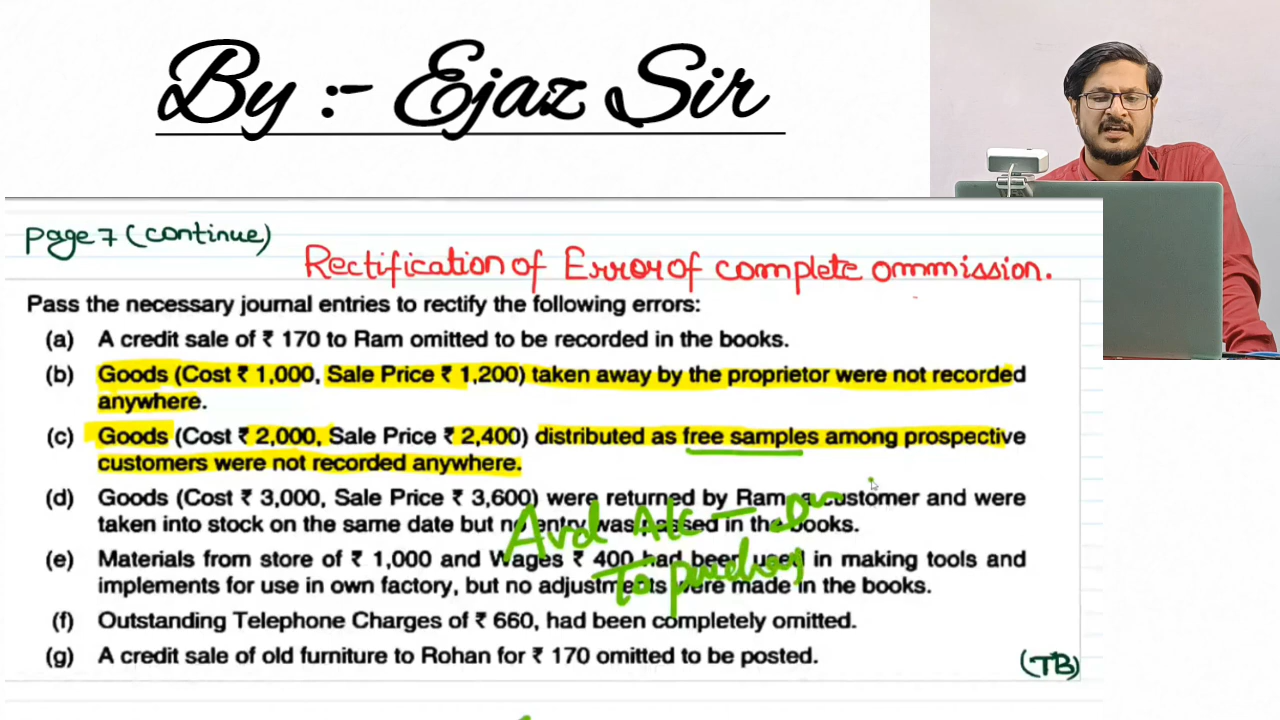 By :- Ejaz Sir
Page 7 (continue)
Rectification of Error of complete ommission.
Pass the necessary journal entries to rectify the following errors:
(a) A credit sale of ₹ 170 to Ram omitted to be recorded in the books.
(b) Goods (Cost ₹ 1,000, Sale Price ₹ 1,200) taken away by the proprietor were not recorded
anywhere.
(c) Goods (Cost ₹ 2,000, Sale Price ₹ 2,400) distributed as free samples among prospective
customers were not recorded anywhere.
(d) Goods (Cost ₹ 3,000, Sale Price ₹ 3,600) were returned by Ram a customer and were
taken into stock on the same date but no entry was passed in the books.
(e) Materials from store of ₹ 1,000 and Wages ₹ 400 had been used in making tools and
implements for use in own factory, but no adjustments were made in the books.
(f) Outstanding Telephone Charges of ₹ 660, had been completely omitted.
(g) A credit sale of old furniture to Rohan for ₹ 170 omitted to be posted.
(TB)
A/c - Dr
To